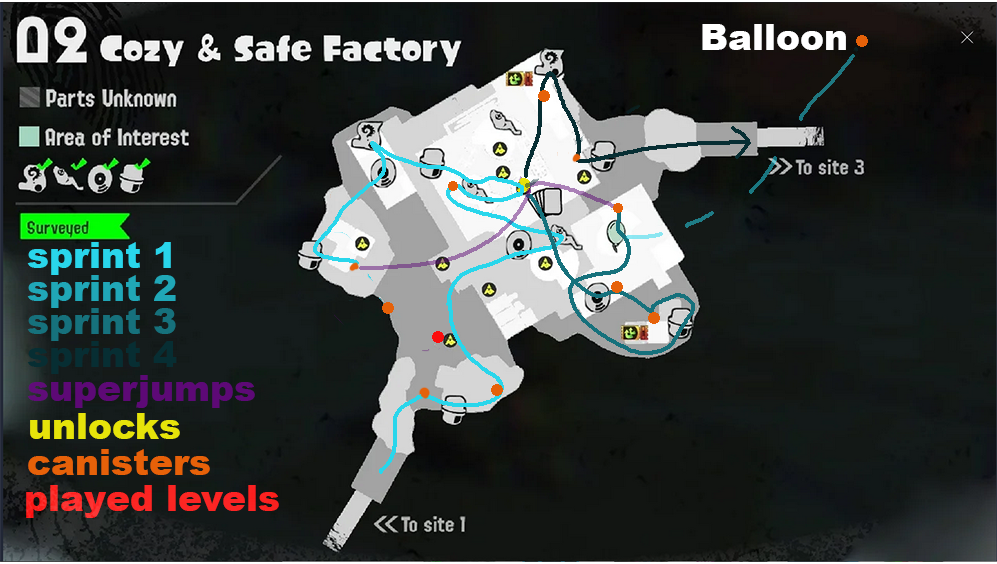 02 Cozy & Safe Factory
Balloon
Parts Unknown
Area of Interest
>> To site 3
Surveyed
sprint 1
sprint 2
sprint 3
sprint 4
superjumps
unlocks
canisters
played levels
<< To site 1